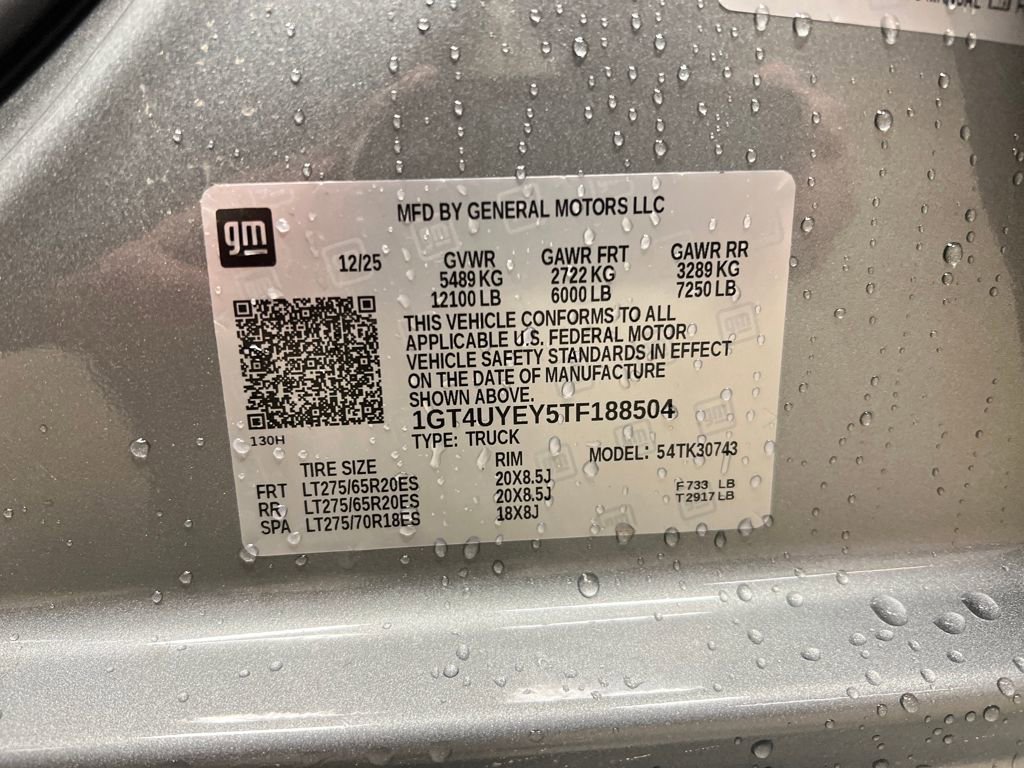 MANUAL
MFD BY GENERAL MOTORS LLC
gm
12/25 GVWR GAWR FRT GAWR RR
5489 KG 2722 KG 3289 KG
12100 LB 6000 LB 7250 LB
THIS VEHICLE CONFORMS TO ALL
APPLICABLE U.S. FEDERAL MOTOR
VEHICLE SAFETY STANDARDS IN EFFECT
ON THE DATE OF MANUFACTURE
SHOWN ABOVE.
1GT4UYEY5TF188504
130H
TYPE: TRUCK
MODEL: 54TK30743
TIRE SIZE RIM
FRT LT275/65R20ES 20X8.5J
RR LT275/65R20ES 20X8.5J
SPA LT275/70R18ES 18X8J
F 733 LB
T 2917 LB